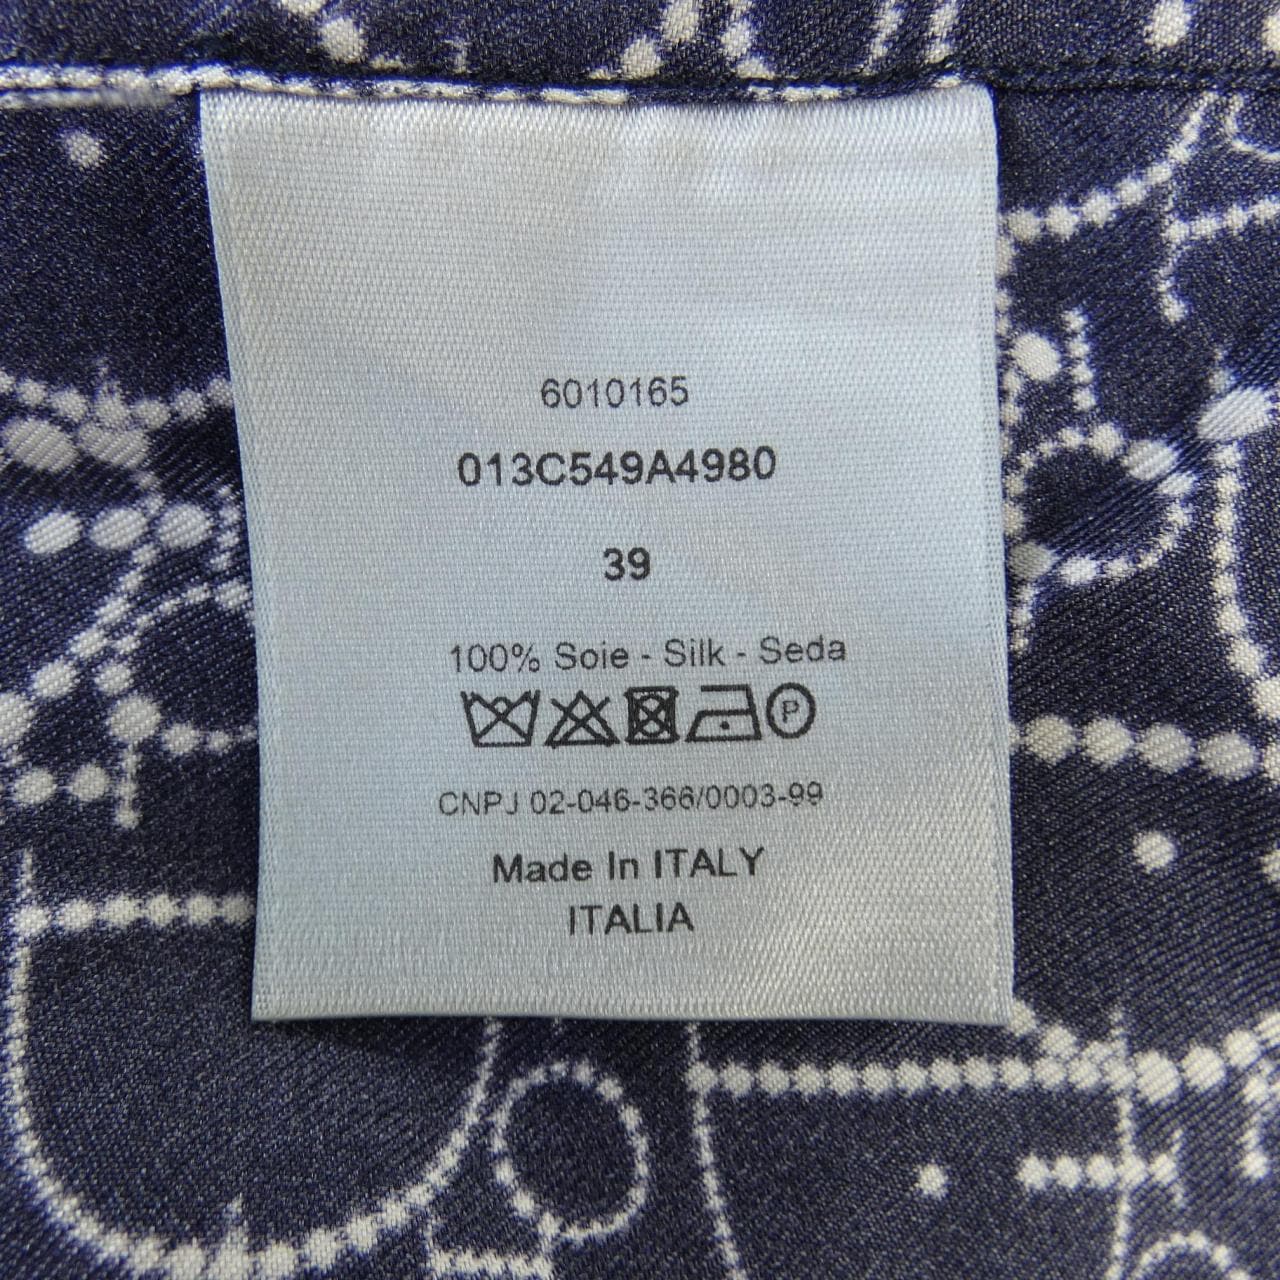 6010165
013C549A4980
39
100% Soie - Silk - Seda
P
CNPJ 02-046-366/0003-99
Made In ITALY
ITALIA